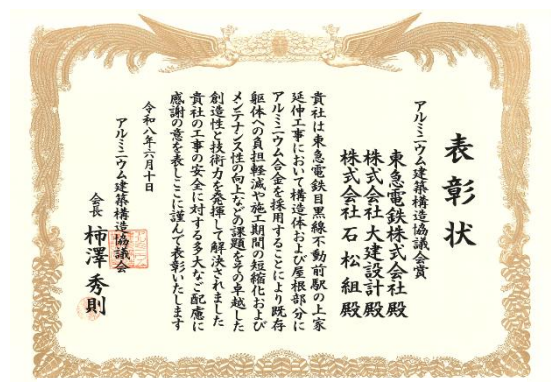 表彰状
アルミニウム建築構造協議会賞
東急電鉄株式会社殿
株式会社大建設計殿
株式会社石松組殿
貴社は東急電鉄目黒線不動前駅の上家
延伸工事において構造体および屋根部分に
アルミニウム合金を採用することにより既存
躯体への負担軽減や施工期間の短縮化および
メンテナンス性の向上などの課題をその卓越した
創造性と技術力を発揮して解決されました
貴社の工事の安全に対する多大なご配慮に
感謝の意を表しここに謹んで表彰いたします
令和八年六月十日
アルミニウム建築構造協議会
会長 柿澤秀則